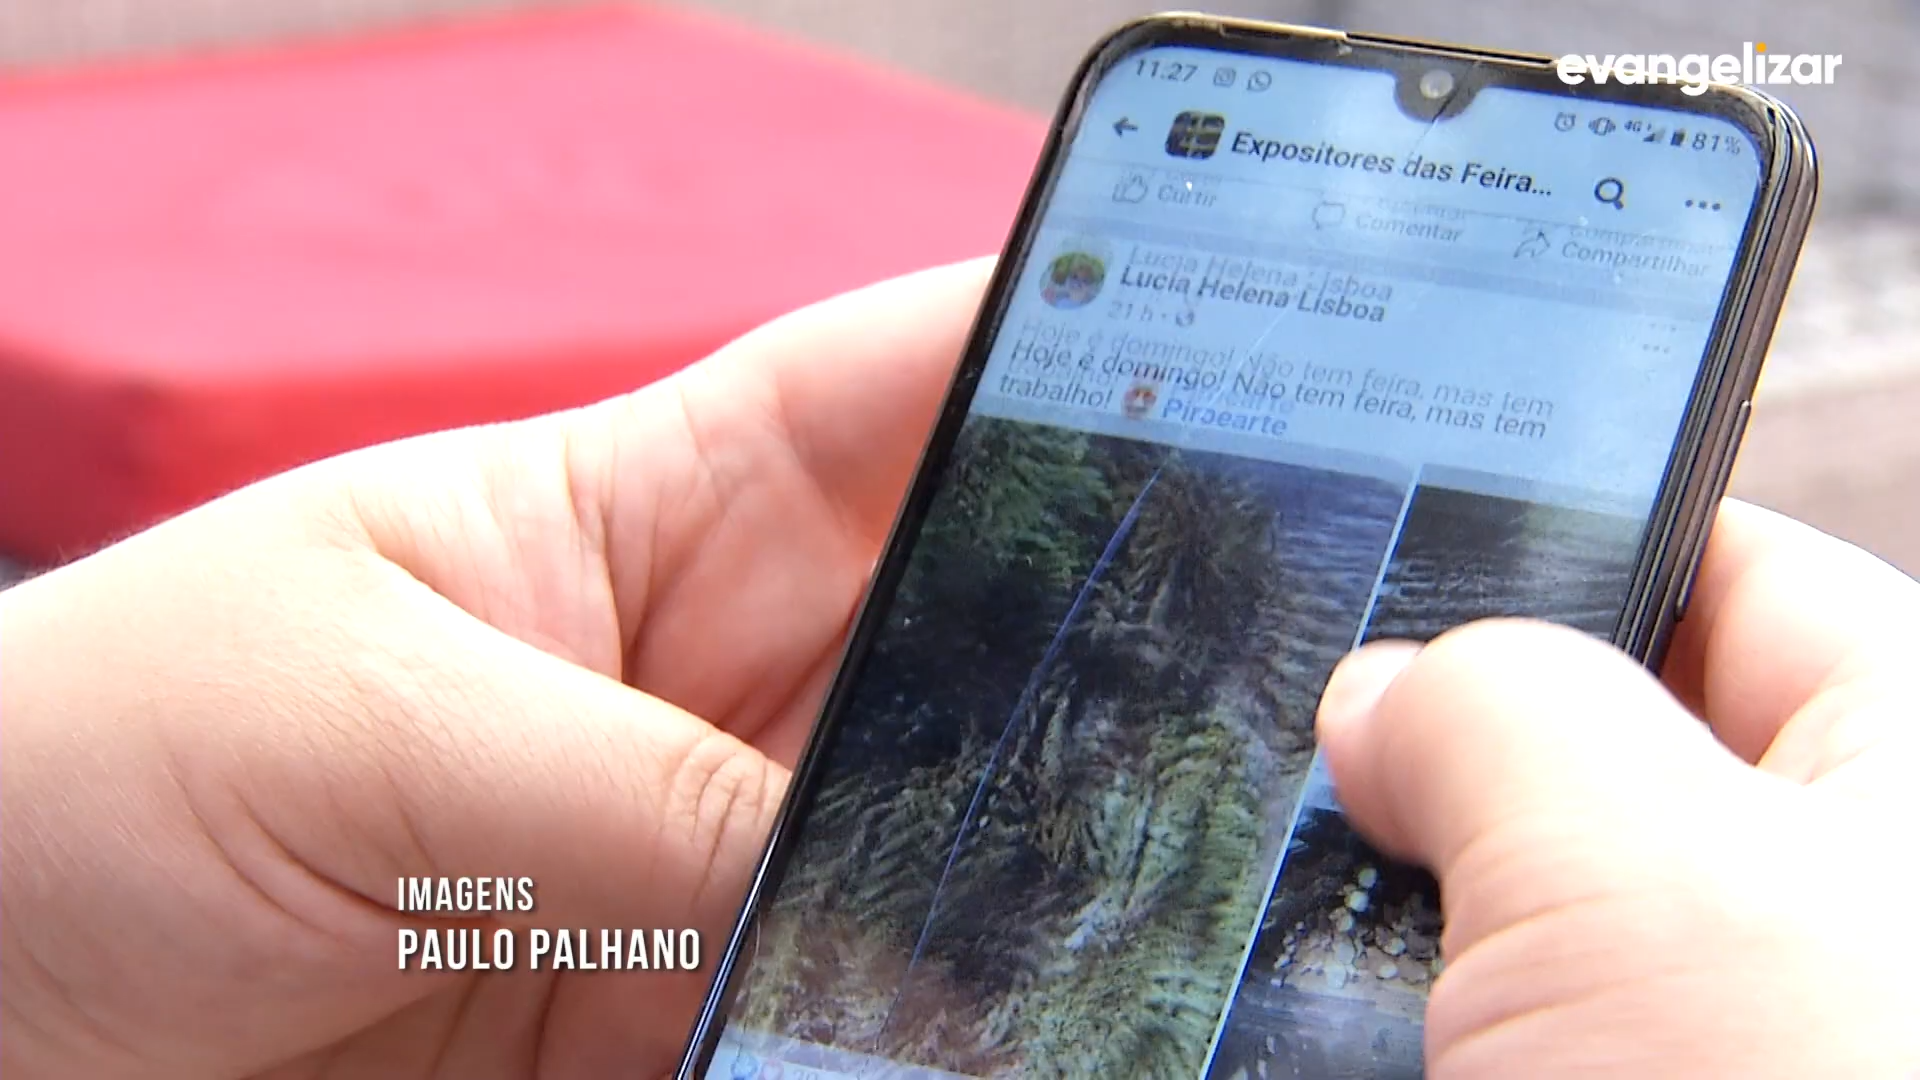 evangelizar
11.27
4G 81%
Expositores das Feira...
Curtir
Comentar
Compartilhar
Lucia Helena Lisboa
21 h
Hoje é domingo! Não tem feira, mas tem
trabalho! Piraearte
IMAGENS
PAULO PALHANO